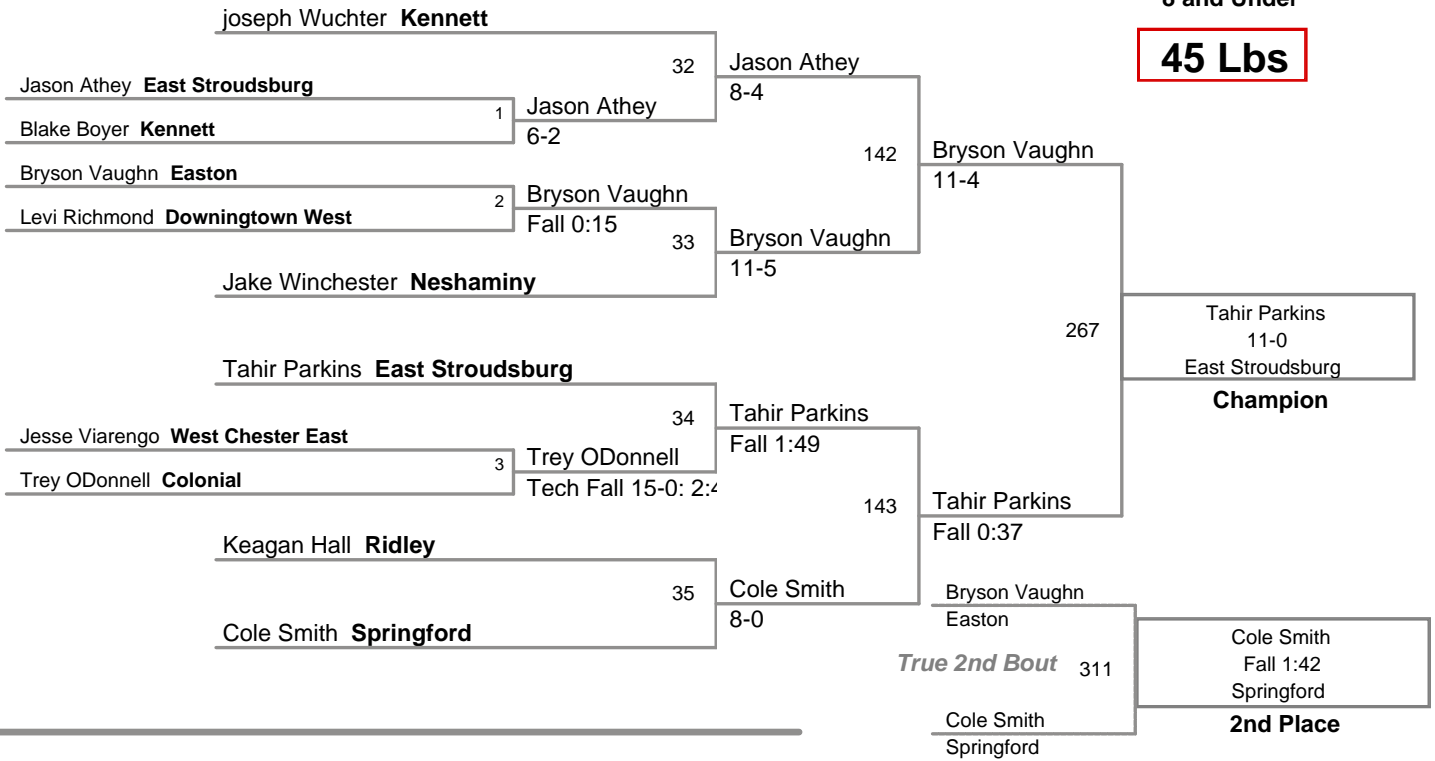 and Under
45 Lbs
joseph Wuchter Kennett
32
Jason Athey
8-4
Jason Athey East Stroudsburg
1
Jason Athey
6-2
Blake Boyer Kennett
142
Bryson Vaughn
11-4
Bryson Vaughn Easton
2
Bryson Vaughn
Fall 0:15
Levi Richmond Downingtown West
33
Bryson Vaughn
11-5
Jake Winchester Neshaminy
267
Tahir Parkins
11-0
East Stroudsburg
Champion
Tahir Parkins East Stroudsburg
34
Tahir Parkins
Fall 1:49
Jesse Viarengo West Chester East
3
Trey ODonnell
Tech Fall 15-0:
Trey ODonnell Colonial
143
Tahir Parkins
Fall 0:37
Keagan Hall Ridley
35
Cole Smith
8-0
Cole Smith Springford
Bryson Vaughn
Easton
True 2nd Bout 311
Cole Smith
Springford
Cole Smith
Fall 1:42
Springford
2nd Place